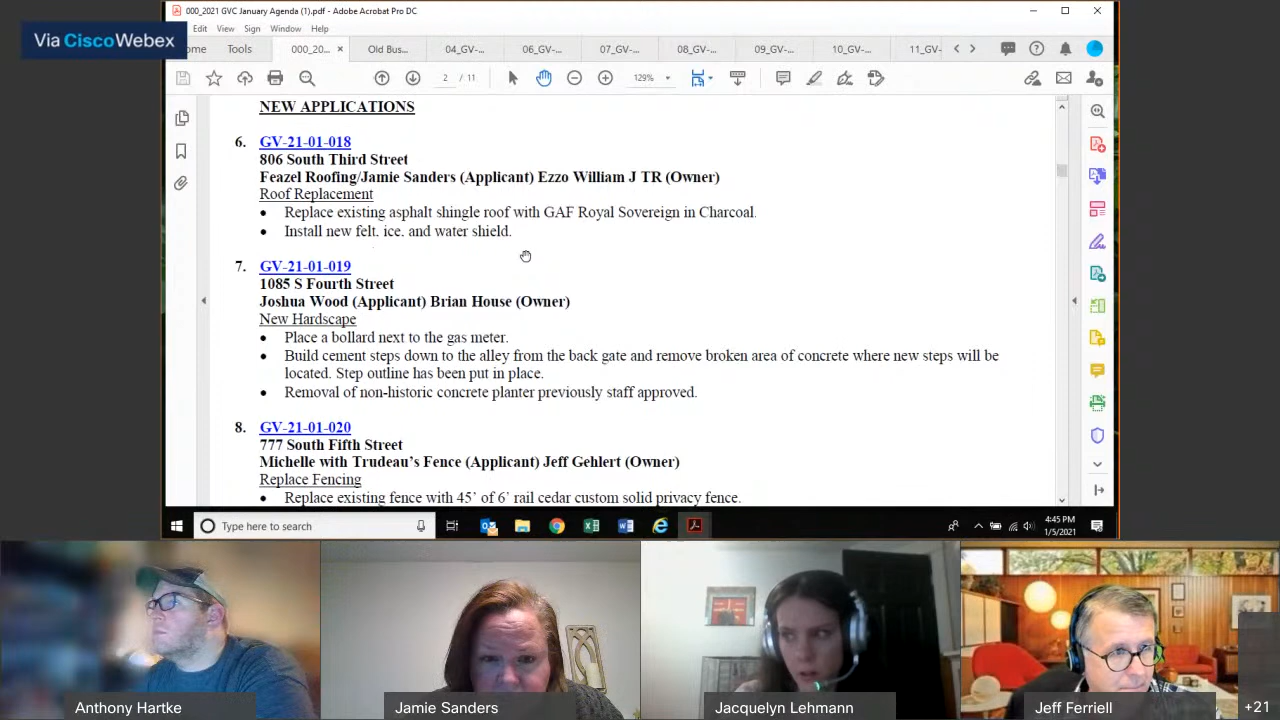 000_2021 GVC January Agenda (1).pdf - Adobe Acrobat Pro DC
Via CiscoWebex
Edit View Sign Window Help
ome Tools 000_20... × Old Bas... 04_GV-... 06_GV-... 07_GV-... 08_GV-... 09_GV-... 10_GV-... 11_GV-
2 / 11 129%
NEW APPLICATIONS
6. GV-21-01-018
806 South Third Street
Feazel Roofing/Jamie Sanders (Applicant) Ezzo William J TR (Owner)
Roof Replacement
• Replace existing asphalt shingle roof with GAF Royal Sovereign in Charcoal.
• Install new felt, ice, and water shield.
7. GV-21-01-019
1085 S Fourth Street
Joshua Wood (Applicant) Brian House (Owner)
New Hardscape
• Place a bollard next to the gas meter.
• Build cement steps down to the alley from the back gate and remove broken area of concrete where new steps will be
located. Step outline has been put in place.
• Removal of non-historic concrete planter previously staff approved.
8. GV-21-01-020
777 South Fifth Street
Michelle with Trudeau's Fence (Applicant) Jeff Gehlert (Owner)
Replace Fencing
• Replace existing fence with 45' of 6' rail cedar custom solid privacy fence.
Type here to search
4:45 PM
1/5/2021
Anthony Hartke
Jamie Sanders
Jacquelyn Lehmann
Jeff Ferriell
+21